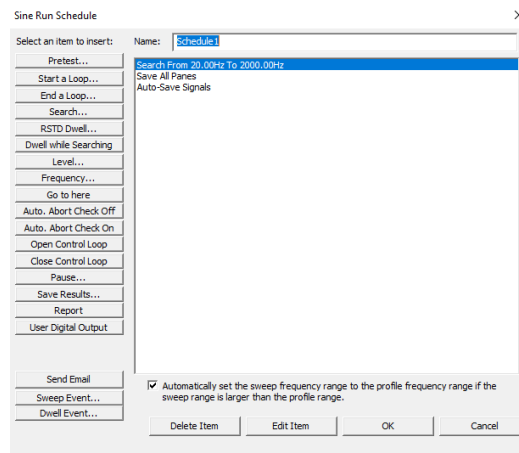 Sine Run Schedule
Select an item to insert:
Name: Schedule1
Pretest...
Start a Loop...
End a Loop...
Search...
RSTD Dwell...
Dwell while Searching
Level...
Frequency...
Go to here
Auto. Abort Check Off
Auto. Abort Check On
Open Control Loop
Close Control Loop
Pause...
Save Results...
Report
User Digital Output
Send Email
Sweep Event...
Dwell Event...
Search From 20.00Hz To 2000.00Hz
Save All Panes
Auto-Save Signals
Automatically set the sweep frequency range to the profile frequency range if the
sweep range is larger than the profile range.
Delete Item
Edit Item
OK
Cancel